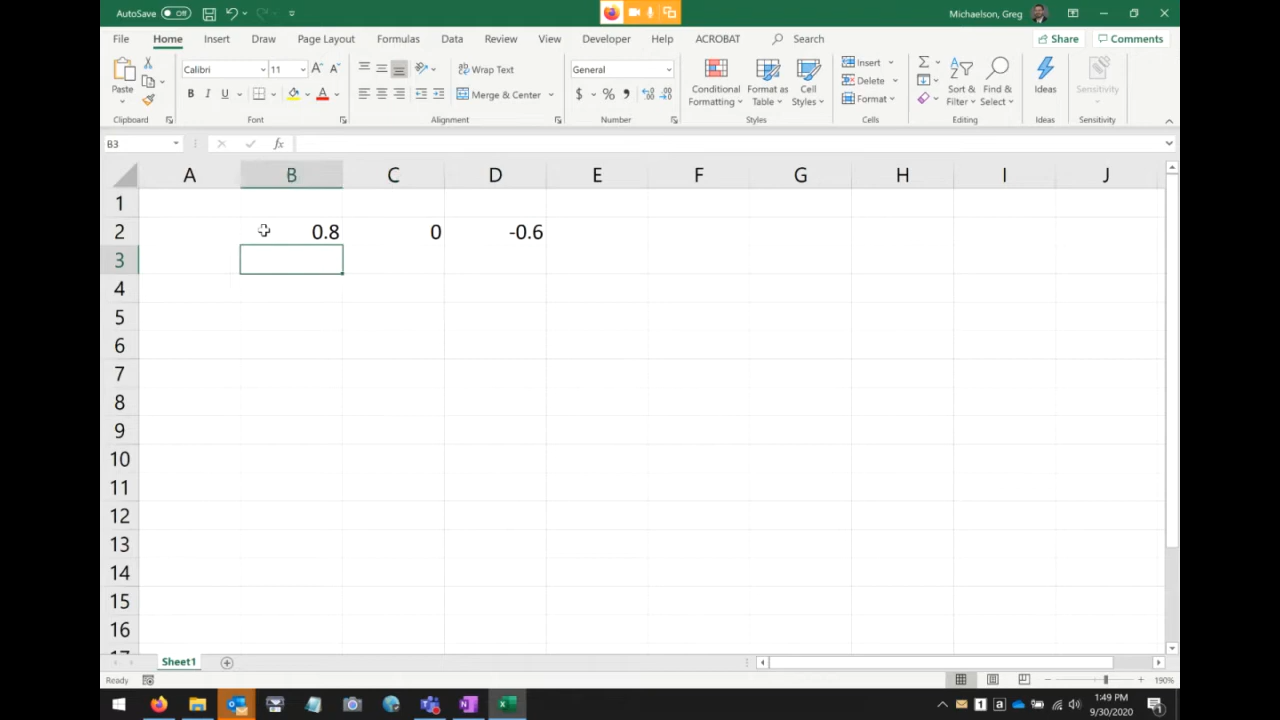 AutoSave Off
Michaelson, Greg
File Home Insert Draw Page Layout Formulas Data Review View Developer Help ACROBAT Search Share Comments
Paste
Clipboard
Calibri 11
B I U
Font
Wrap Text
Merge & Center
Alignment
General
$ % ,
Number
Conditional Formatting
Format as Table
Cell Styles
Styles
Insert
Delete
Format
Cells
Sort & Filter
Find & Select
Editing
Ideas
Ideas
Sensitivity
Sensitivity
B3 fx
A B C D E F G H I J
1
2 0.8 0 -0.6
3
4
5
6
7
8
9
10
11
12
13
14
15
16
17
Sheet1
Ready 190%
1:49 PM
9/30/2020